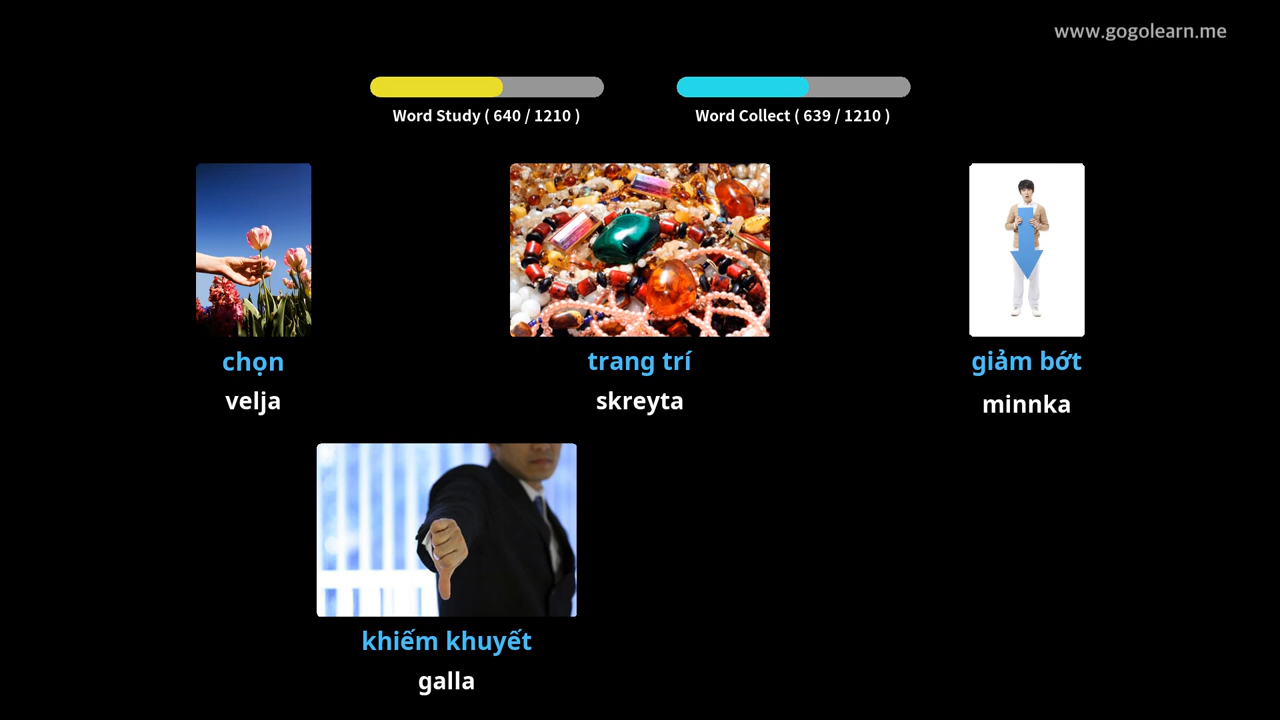 www.gogolearn.me
Word Study ( 640 / 1210 )
Word Collect ( 639 / 1210 )
chọn
velja
trang trí
skreyta
giảm bớt
minnka
khiếm khuyết
galla